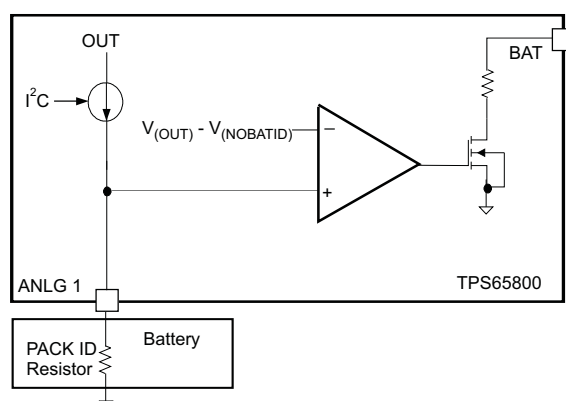 OUT
BAT
I²C
V(OUT) - V(NOBATID)
−
+
ANLG 1
TPS65800
Battery
PACK ID
Resistor